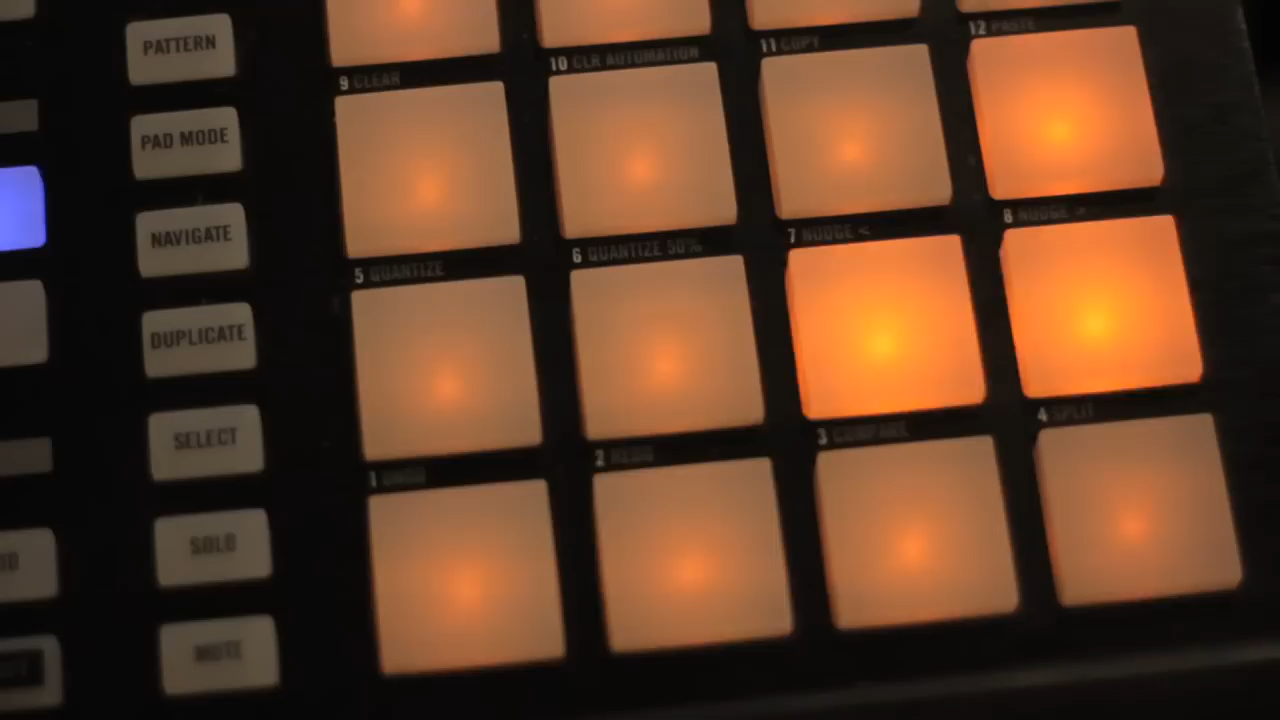 PATTERN
PAD MODE
NAVIGATE
DUPLICATE
SELECT
SOLO
MUTE
9 CLEAR
10 CLR AUTOMATION
11 COPY
12 PASTE
5 QUANTIZE
6 QUANTIZE 50%
7 NUDGE <
8 NUDGE >
1 UNDO
2 REDO
3 COMPARE
4 SPLIT